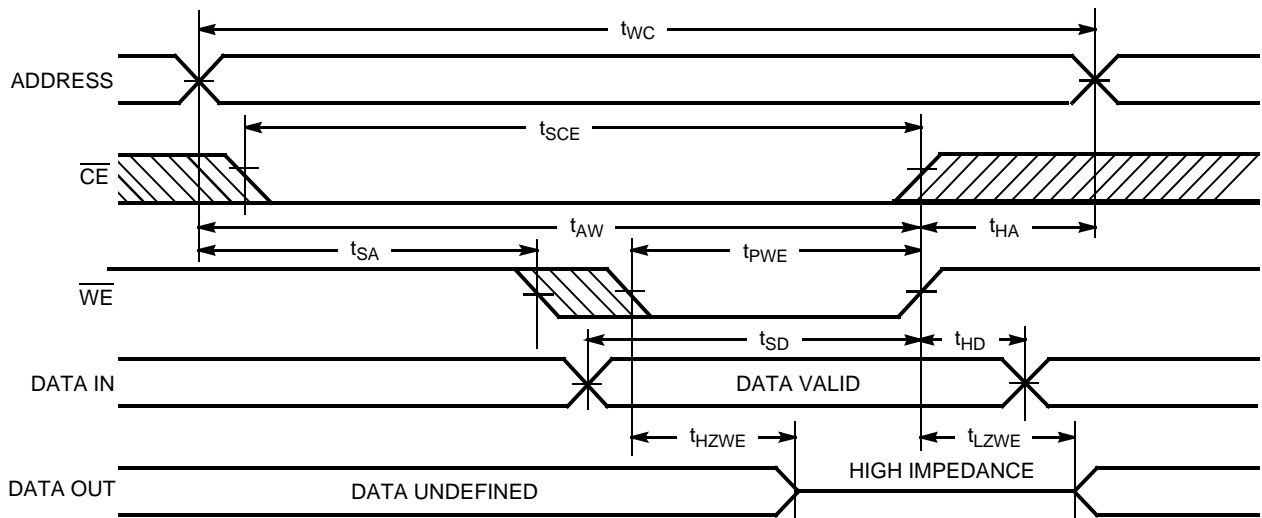 tWC
ADDRESS
tSCE
CE
tAW
tHA
tSA
tPWE
WE
tSD
tHD
DATA IN
DATA VALID
tHZWE
tLZWE
HIGH IMPEDANCE
DATA OUT
DATA UNDEFINED